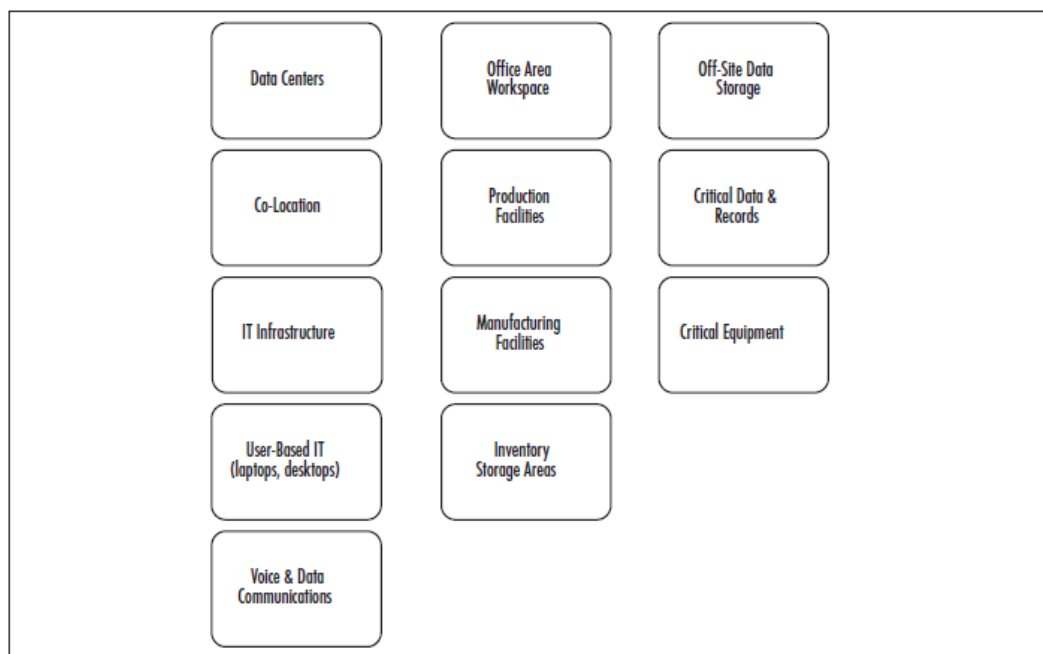 Data Centers
Office Area
Workspace
Off-Site Data
Storage
Co-Location
Production
Facilities
Critical Data &
Records
IT Infrastructure
Manufacturing
Facilities
Critical Equipment
User-Based IT
(laptops, desktops)
Inventory
Storage Areas
Voice & Data
Communications